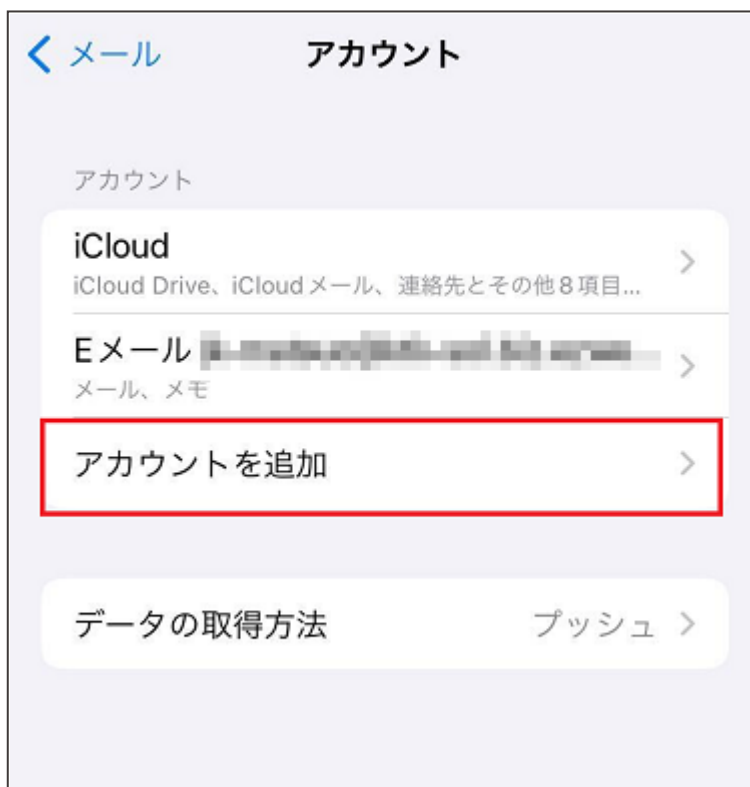 メール
アカウント
アカウント
iCloud
iCloud Drive、iCloudメール、連絡先とその他8項目...
Eメール
メール、メモ
アカウントを追加
データの取得方法 プッシュ